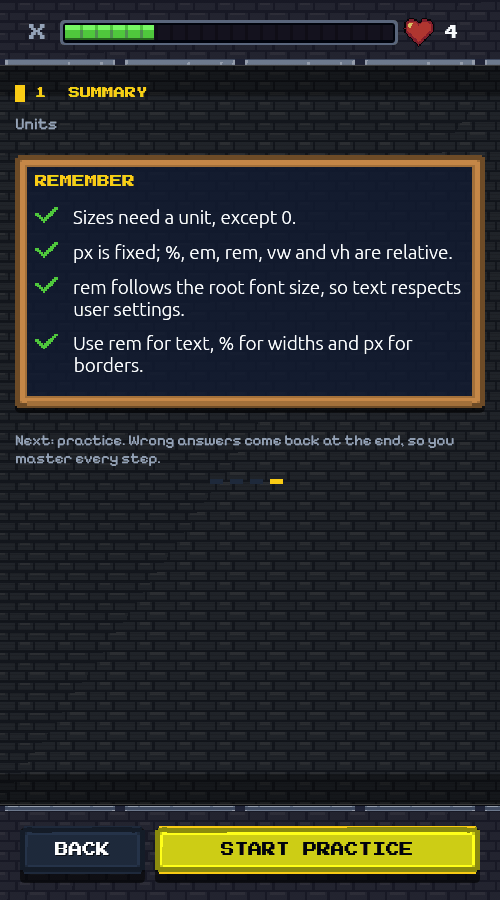 4
1 SUMMARY
Units
REMEMBER
Sizes need a unit, except 0.
px is fixed; %, em, rem, vw and vh are relative.
rem follows the root font size, so text respects
user settings.
Use rem for text, % for widths and px for
borders.
Next: practice. Wrong answers come back at the end, so you
master every step.
BACK
START PRACTICE